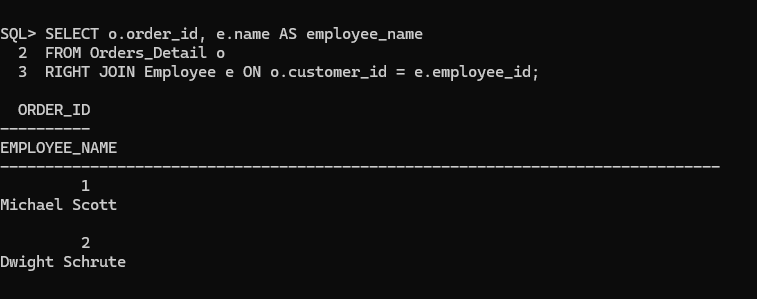 SQL> SELECT o.order_id, e.name AS employee_name
  2  FROM Orders_Detail o
  3  RIGHT JOIN Employee e ON o.customer_id = e.employee_id;

  ORDER_ID
----------
EMPLOYEE_NAME
--------------------------------------------------------------------------------
         1
Michael Scott

         2
Dwight Schrute